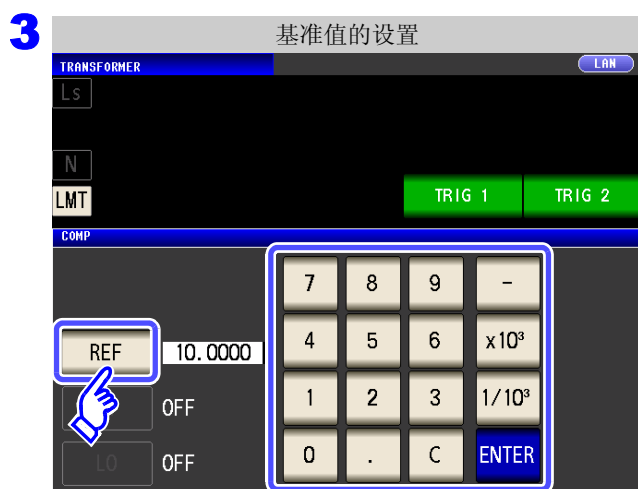 3
基准值的设置
TRANSFORMER LAN
Ls
N
LMT TRIG 1 TRIG 2
COMP
7 8 9 -
REF 10.0000 4 5 6 x10³
OFF 1 2 3 1/10³
LO OFF 0 . C ENTER